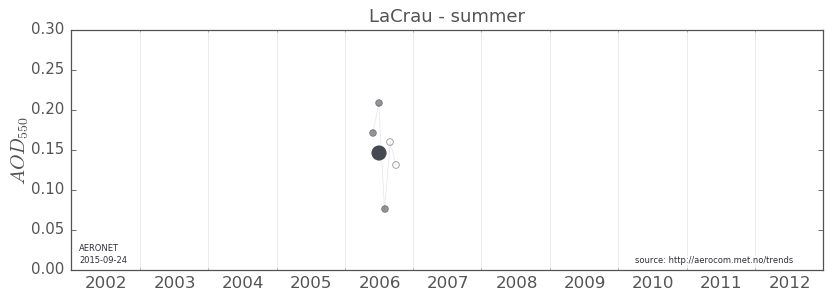 LaCrau - summer
0.30
0.25
0.20
0.15
0.10
0.05
0.00
AOD550
AERONET
2015-09-24
source: http://aerocom.met.no/trends
2002 2003 2004 2005 2006 2007 2008 2009 2010 2011 2012